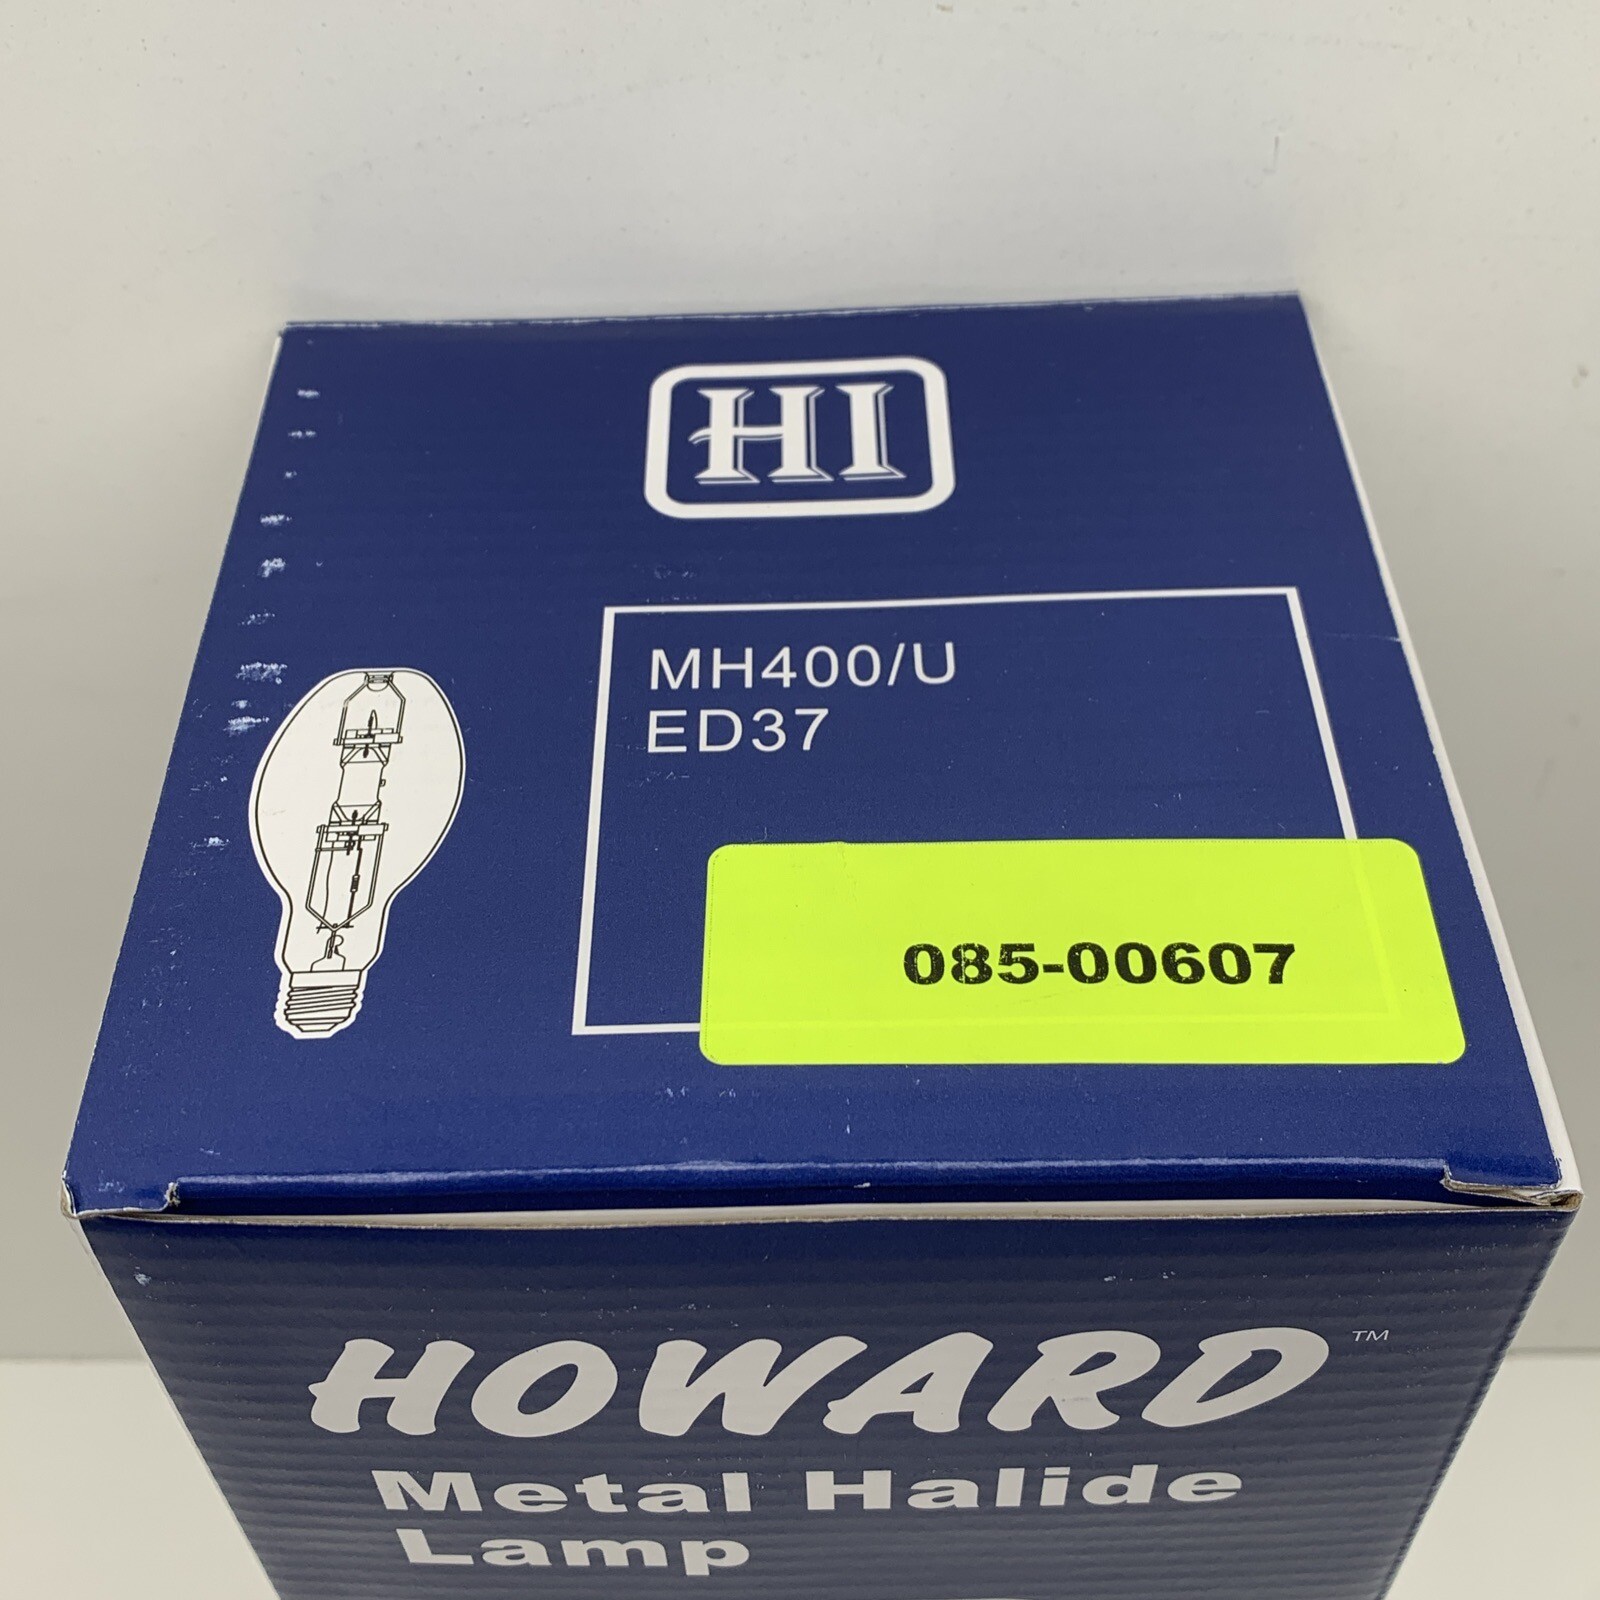 HI
MH400/U
ED37
085-00607
HOWARD™
Metal Halide
Lamp